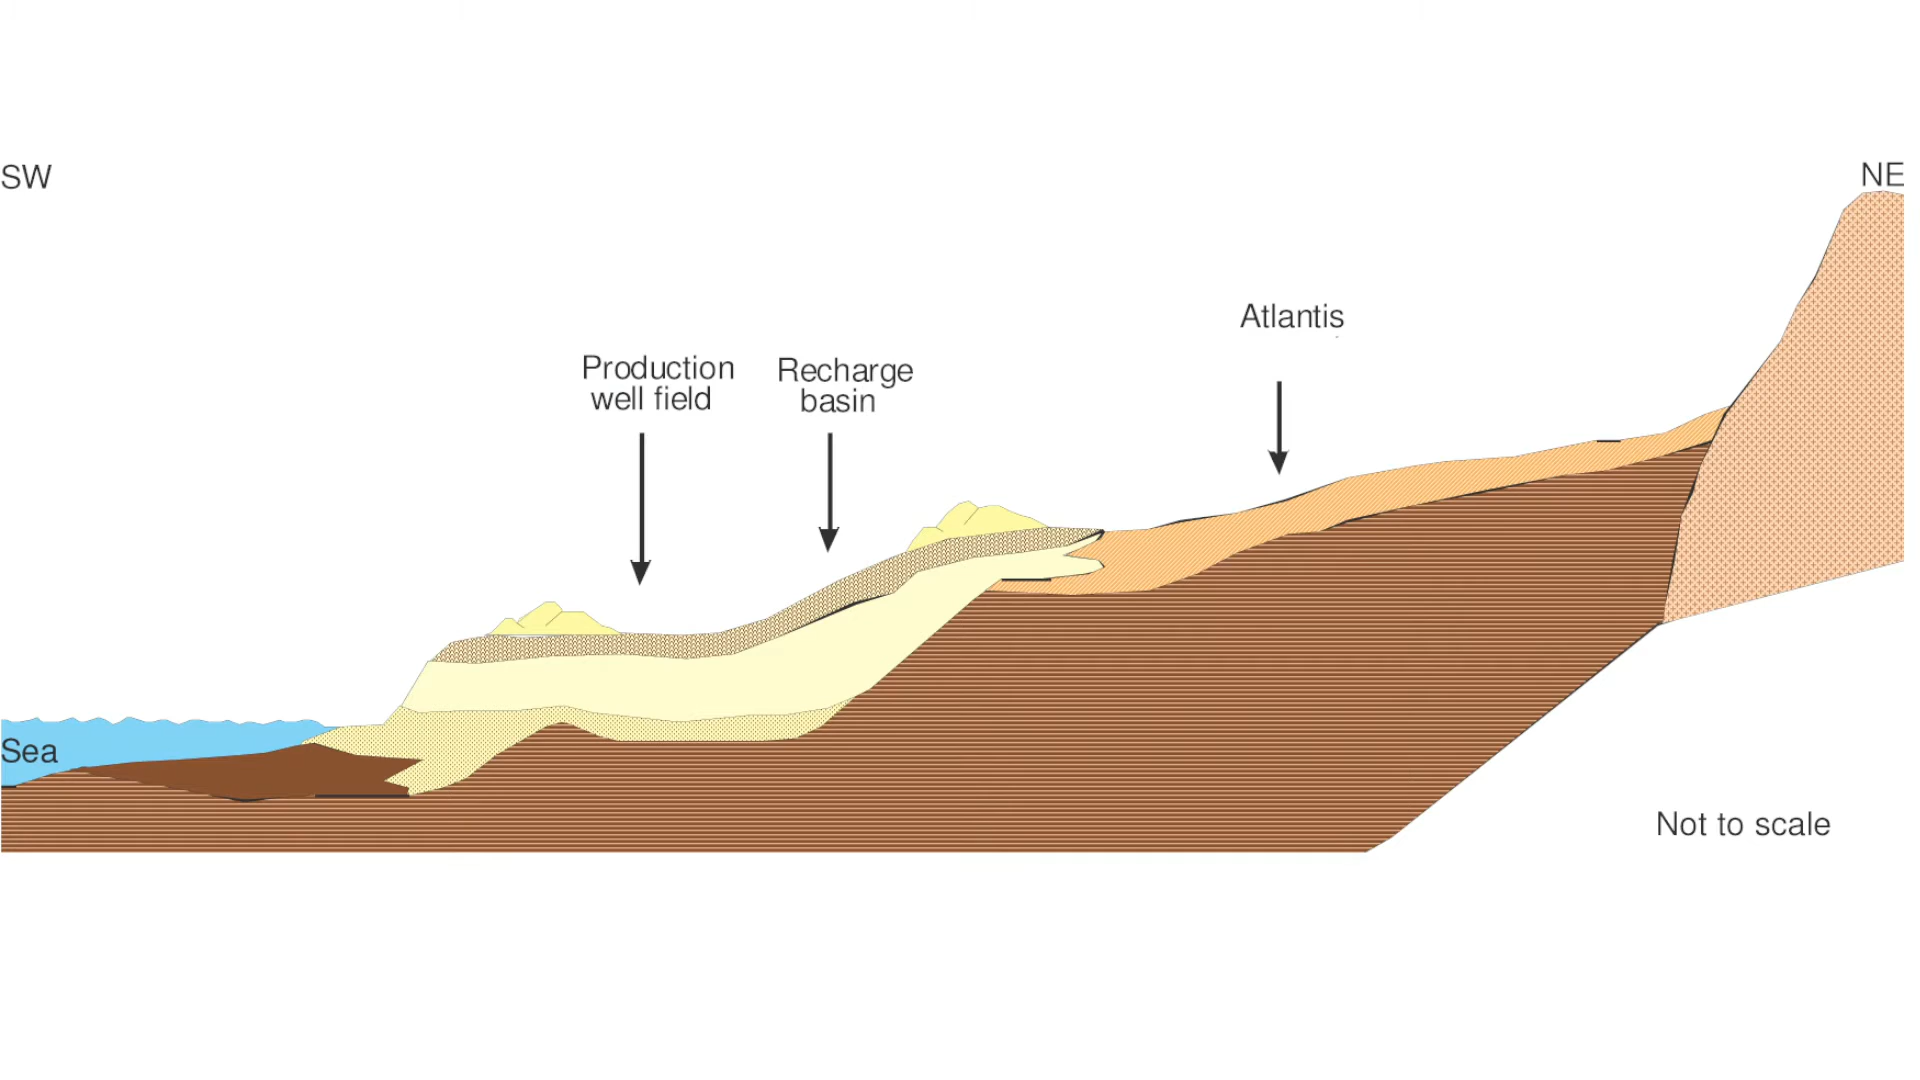 SW
NE
Atlantis
Production
well field
Recharge
basin
Sea
Not to scale